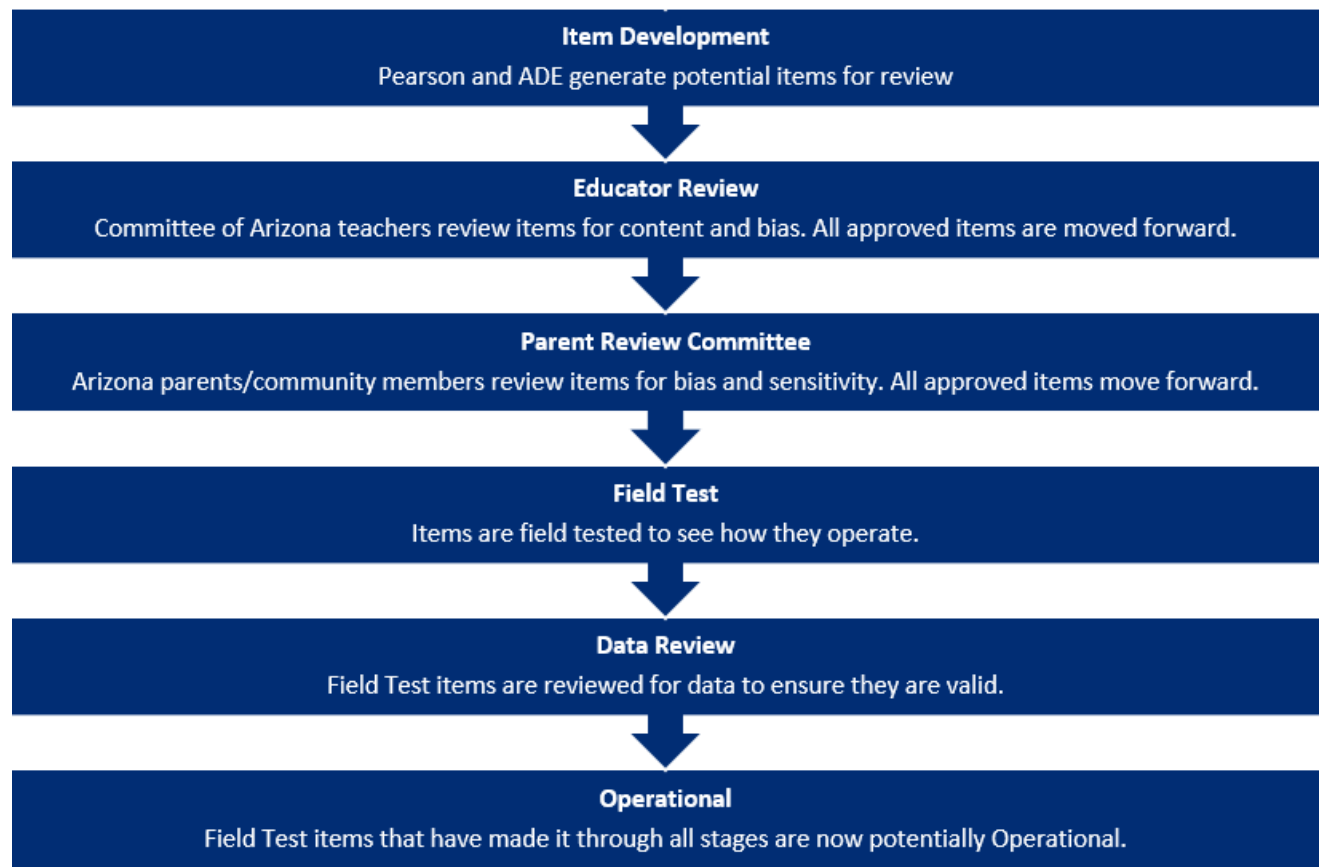 Item Development
Pearson and ADE generate potential items for review
Educator Review
Committee of Arizona teachers review items for content and bias. All approved items are moved forward.
Parent Review Committee
Arizona parents/community members review items for bias and sensitivity. All approved items move forward.
Field Test
Items are field tested to see how they operate.
Data Review
Field Test items are reviewed for data to ensure they are valid.
Operational
Field Test items that have made it through all stages are now potentially Operational.